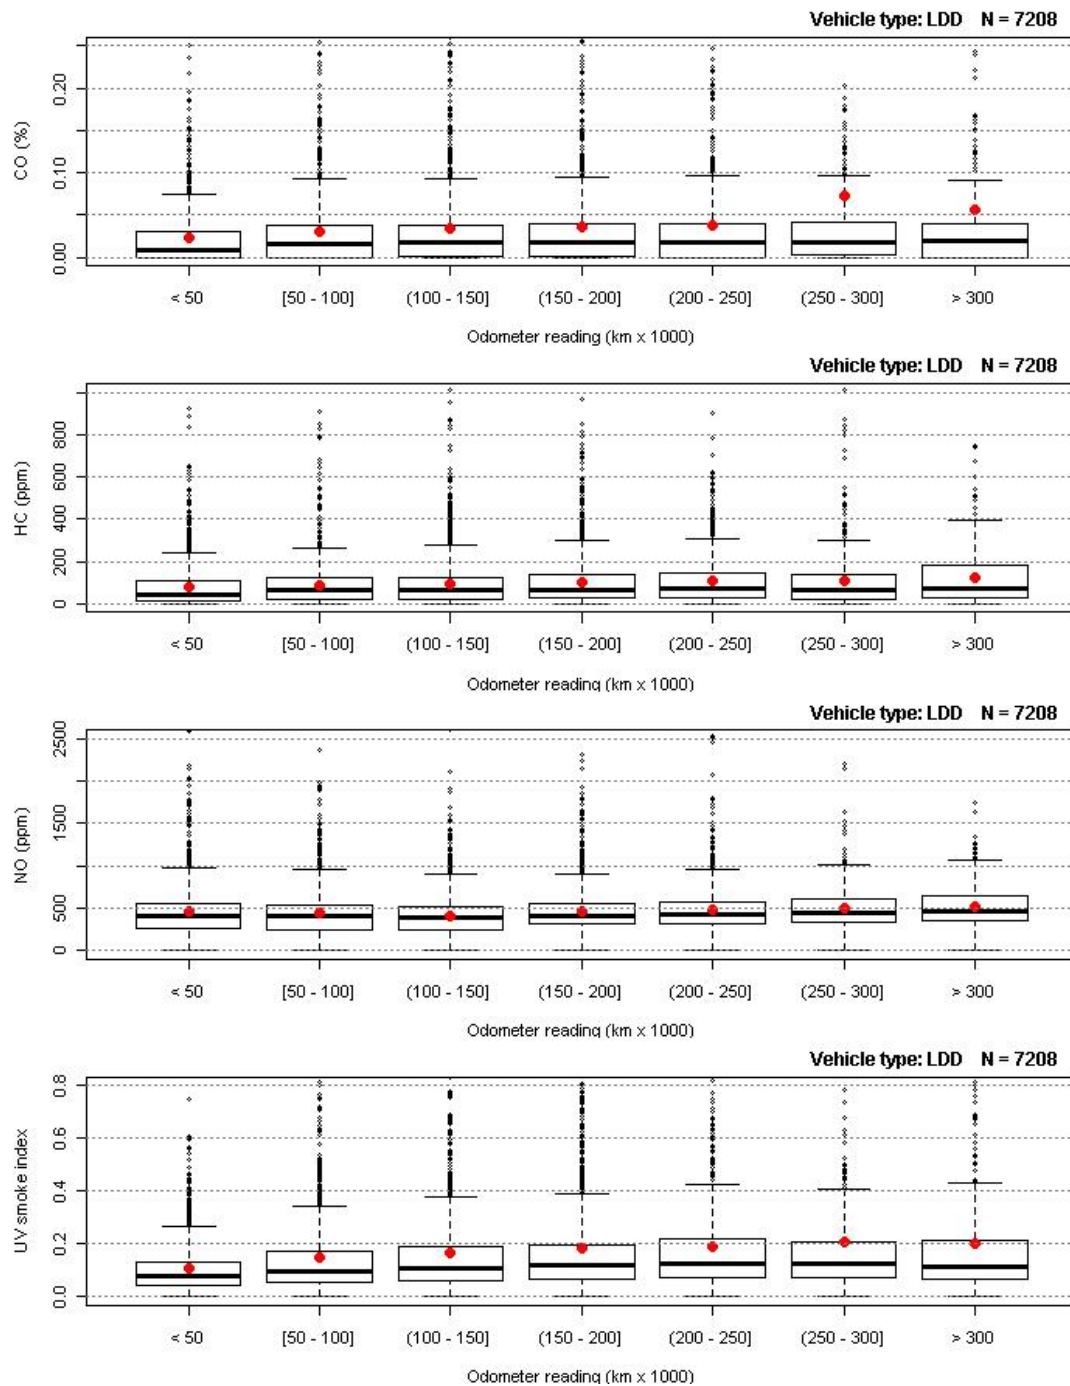 Vehicle type: LDD N = 7208
CO (%)
0.20
0.10
0.00
< 50 [50 - 100] (100 - 150] (150 - 200] (200 - 250] (250 - 300] > 300
Odometer reading (km x 1000)
Vehicle type: LDD N = 7208
HC (ppm)
800
600
400
200
0
< 50 [50 - 100] (100 - 150] (150 - 200] (200 - 250] (250 - 300] > 300
Odometer reading (km x 1000)
Vehicle type: LDD N = 7208
NO (ppm)
2500
1500
500
0
< 50 [50 - 100] (100 - 150] (150 - 200] (200 - 250] (250 - 300] > 300
Odometer reading (km x 1000)
Vehicle type: LDD N = 7208
UV smoke index
0.8
0.6
0.4
0.2
0.0
< 50 [50 - 100] (100 - 150] (150 - 200] (200 - 250] (250 - 300] > 300
Odometer reading (km x 1000)